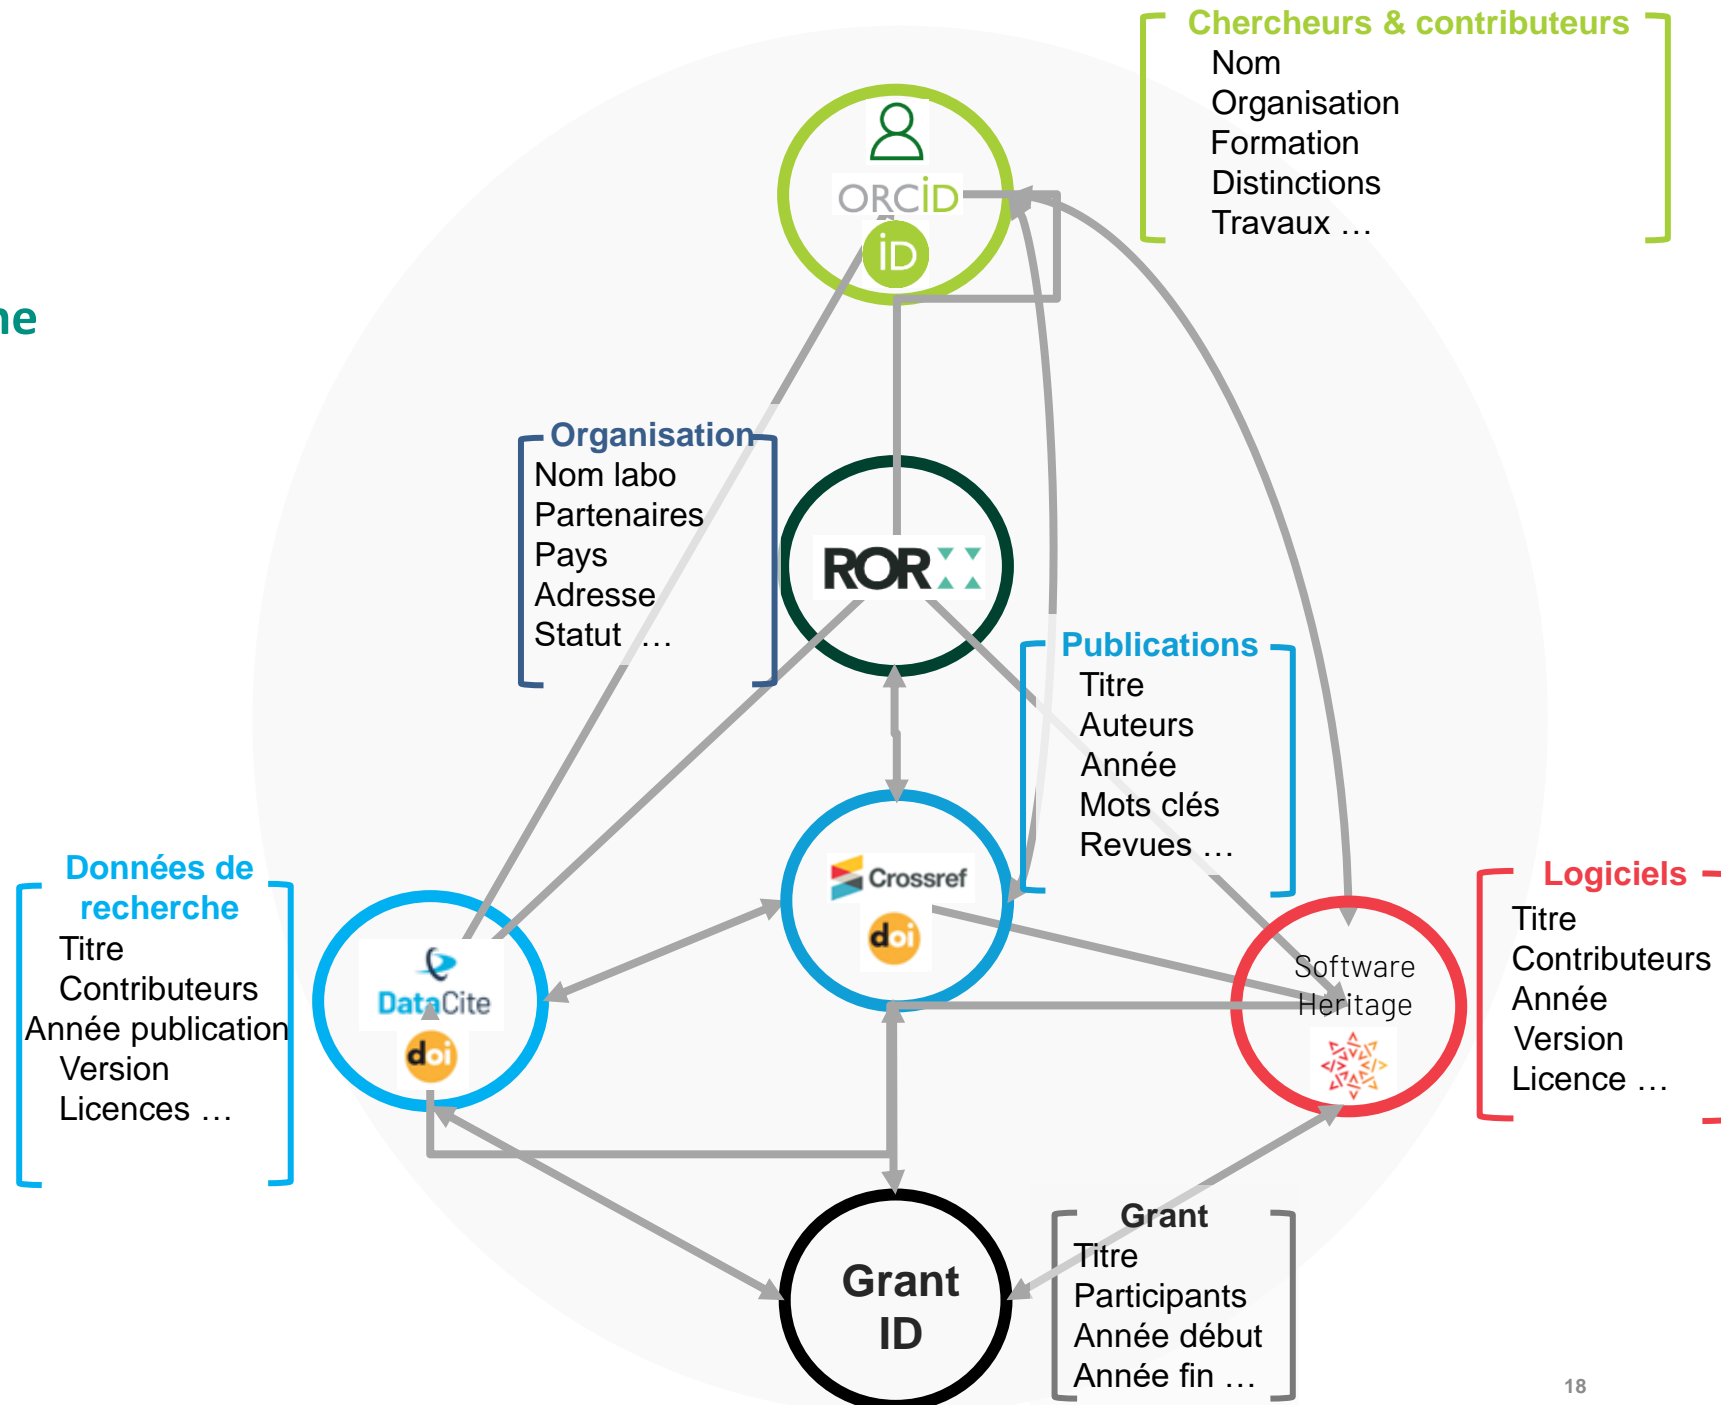 Chercheurs & contributeurs
Nom
Organisation
Formation
Distinctions
Travaux …
ORCID
iD
ne
Organisation
Nom labo
Partenaires
Pays
Adresse
Statut …
ROR
Publications
Titre
Auteurs
Année
Mots clés
Revues …
Crossref
doi
Données de
recherche
Titre
Contributeurs
Année publication
Version
Licences …
DataCite
doi
Software
Heritage
Logiciels
Titre
Contributeurs
Année
Version
Licence …
Grant
ID
Grant
Titre
Participants
Année début
Année fin …
18